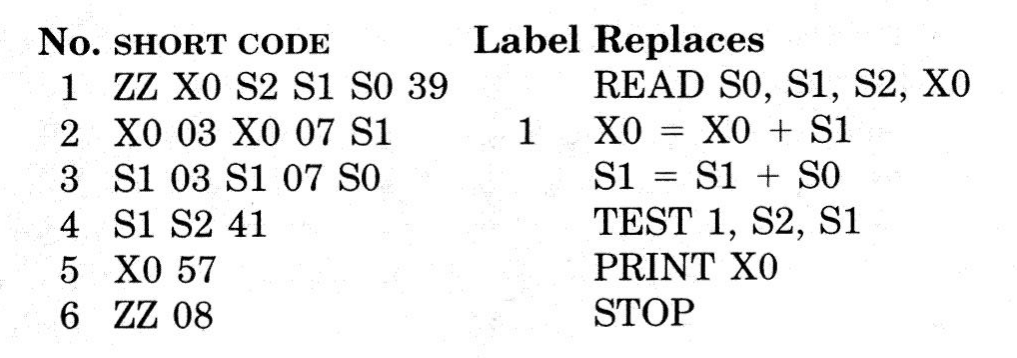 No. SHORT CODE Label Replaces
1 ZZ X0 S2 S1 S0 39 READ S0, S1, S2, X0
2 X0 03 X0 07 S1 1 X0 = X0 + S1
3 S1 03 S1 07 S0 S1 = S1 + S0
4 S1 S2 41 TEST 1, S2, S1
5 X0 57 PRINT X0
6 ZZ 08 STOP